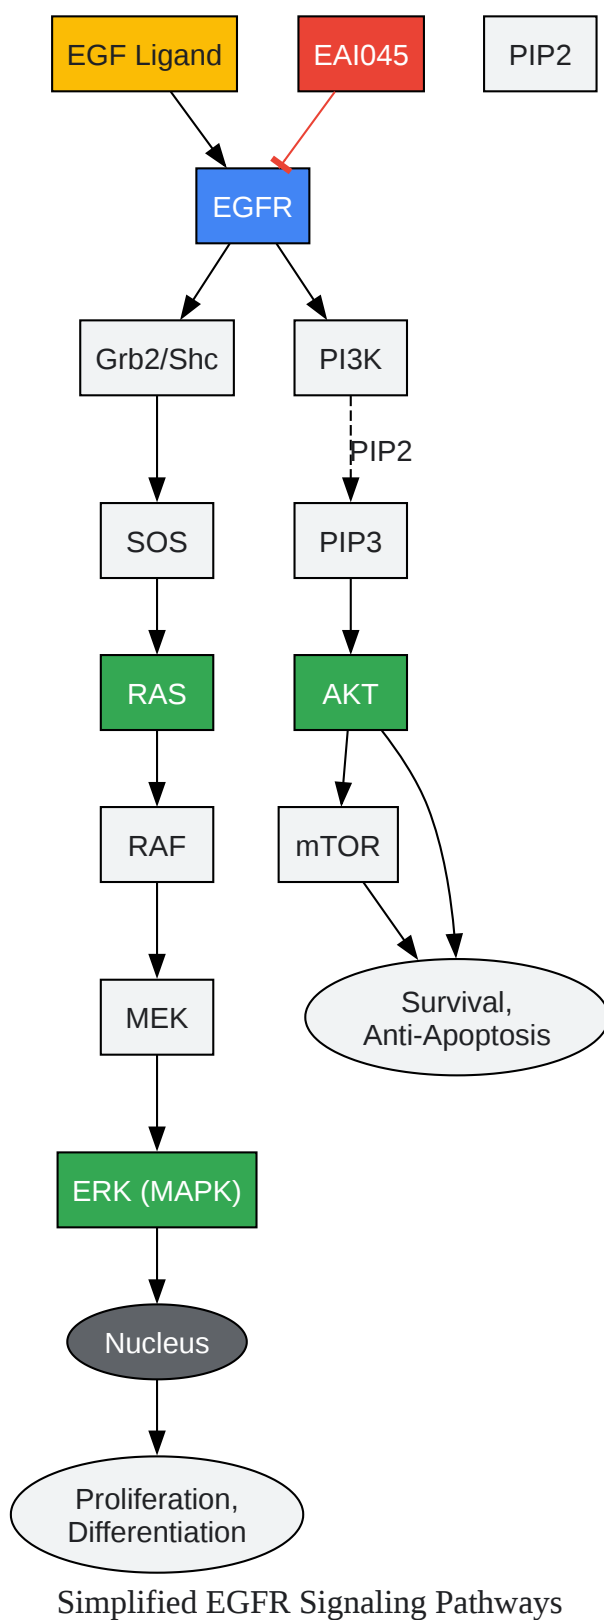 EGF Ligand
EAI045
PIP2
EGFR
Grb2/Shc
PI3K
PIP2
SOS
PIP3
RAS
AKT
RAF
mTOR
MEK
Survival,
Anti-Apoptosis
ERK (MAPK)
Nucleus
Proliferation,
Differentiation
Simplified EGFR Signaling Pathways